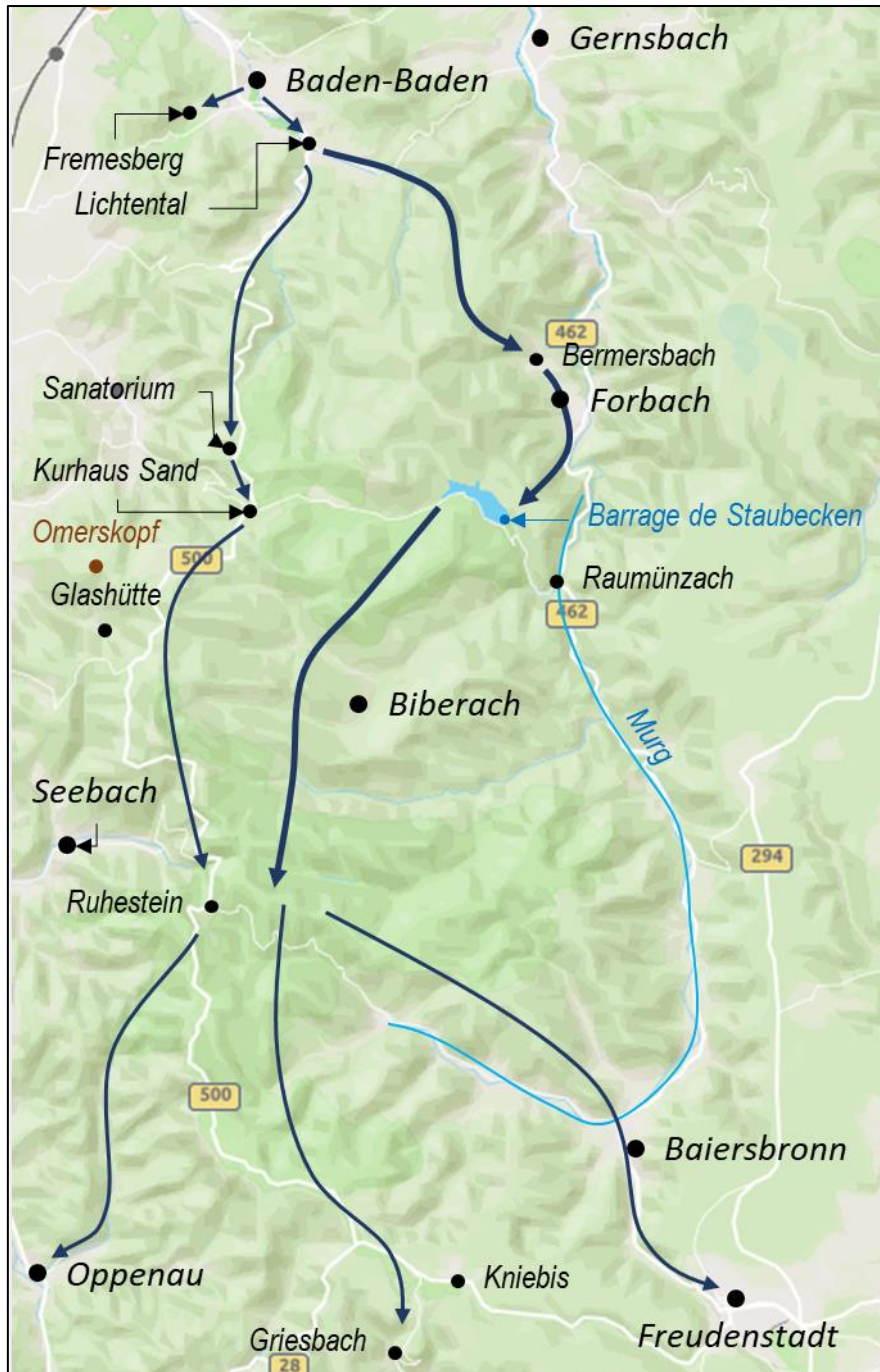 Gernsbach
Baden-Baden
Fremesberg
Lichtental
462
Bermersbach
Sanatorium
Forbach
Kurhaus Sand
Barrage de Staubecken
Omerskopf
500
Glashütte
Raumünzach
462
Biberach
Murg
Seebach
294
Ruhestein
500
Baiersbronn
Oppenau
Kniebis
Freudenstadt
Griesbach
28